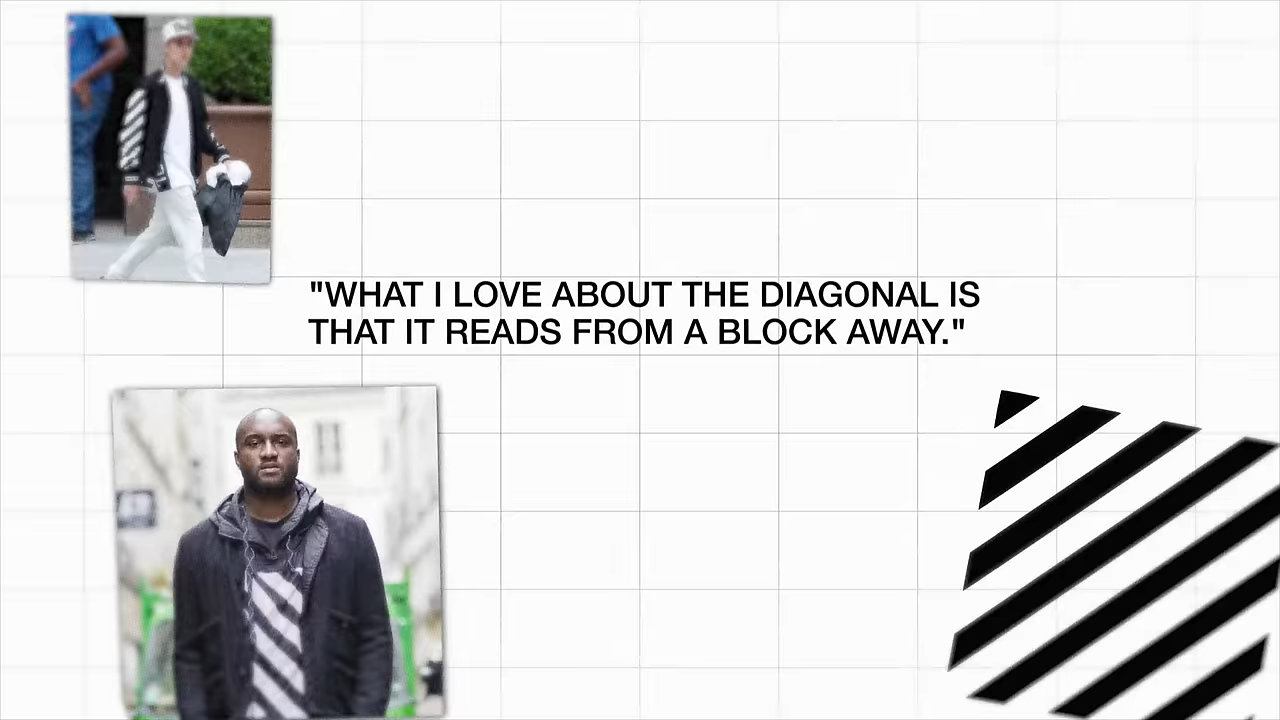 "WHAT I LOVE ABOUT THE DIAGONAL IS
THAT IT READS FROM A BLOCK AWAY."